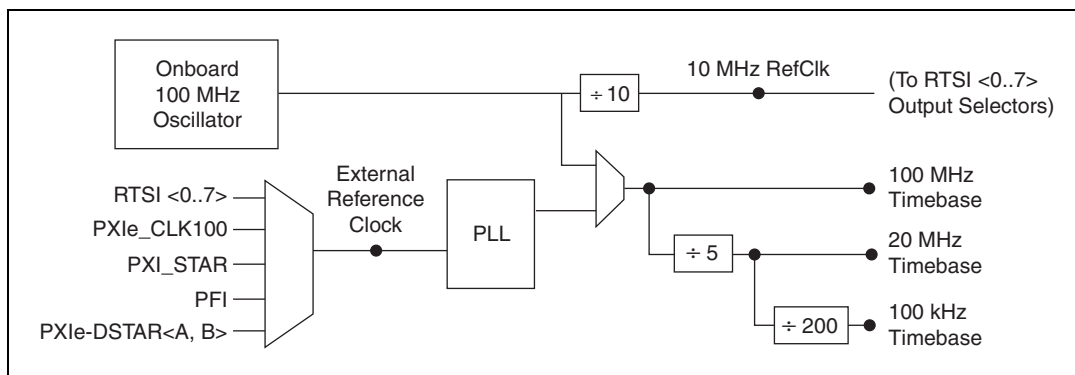 Onboard
100 MHz
Oscillator
÷ 10
10 MHz RefClk
(To RTSI <0..7>
Output Selectors)
RTSI <0..7>
PXIe_CLK100
PXI_STAR
PFI
PXIe-DSTAR<A, B>
External
Reference
Clock
PLL
100 MHz
Timebase
÷ 5
20 MHz
Timebase
÷ 200
100 kHz
Timebase